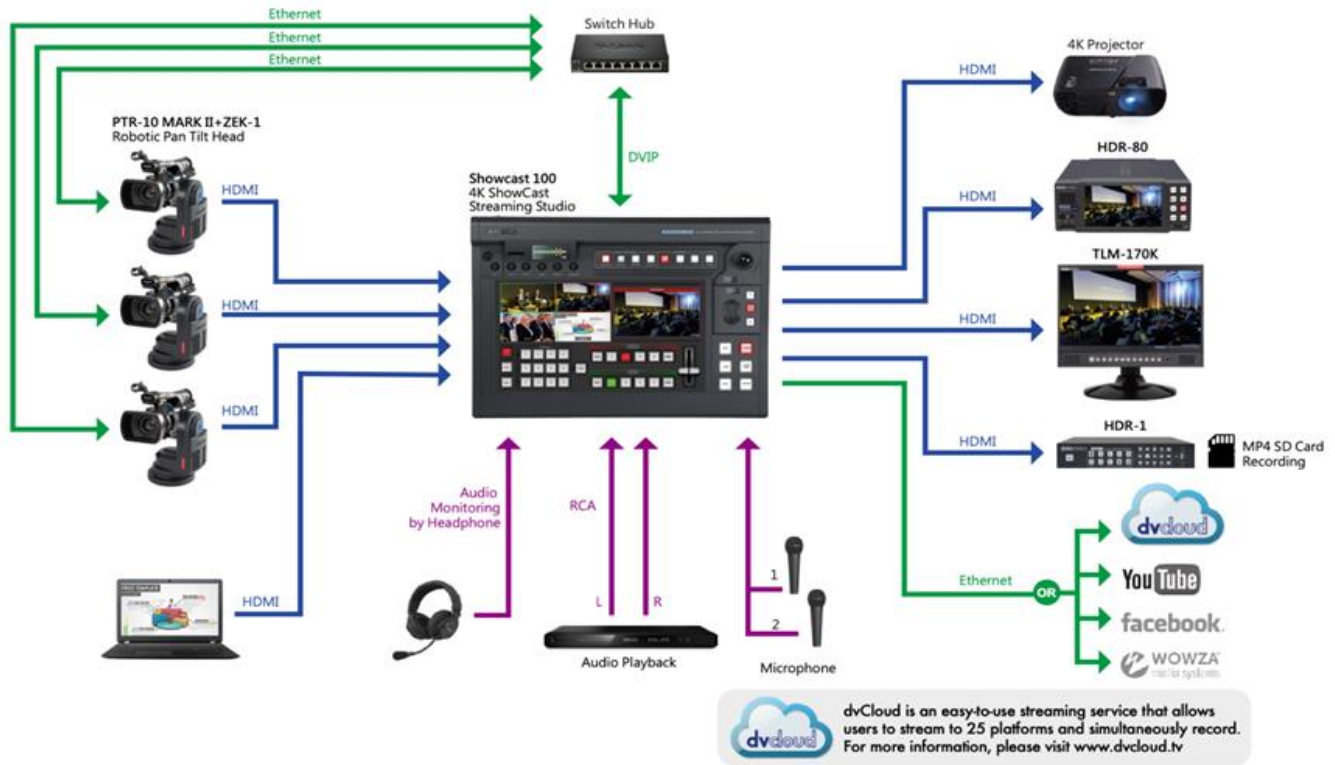 Ethernet
Ethernet
Ethernet
Switch Hub
4K Projector
HDMI
PTR-10 MARK II+ZEK-1
Robotic Pan Tilt Head
DVIP
HDR-80
HDMI
HDMI
Showcast 100
4K ShowCast
Streaming Studio
TLM-170K
HDMI
HDMI
HDMI
HDR-1
HDMI
HDMI
MP4 SD Card
Recording
Audio
Monitoring
by Headphone
RCA
dvcloud
1
Ethernet
OR
YouTube
HDMI
L
R
2
facebook.
WOWZA
media systems
Audio Playback
Microphone
dvcloud
dvCloud is an easy-to-use streaming service that allows
users to stream to 25 platforms and simultaneously record.
For more information, please visit www.dvcloud.tv